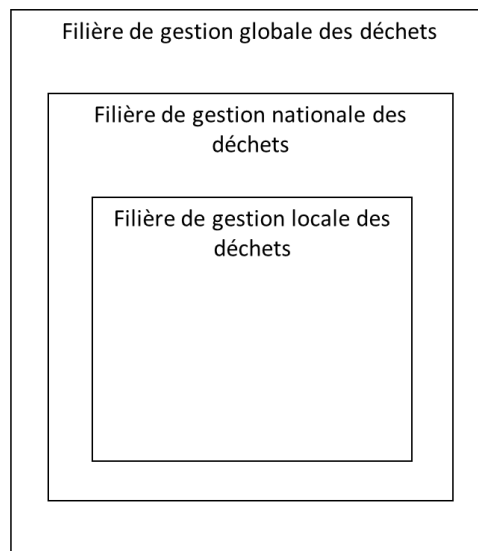 Filière de gestion globale des déchets
Filière de gestion nationale des
déchets
Filière de gestion locale des
déchets